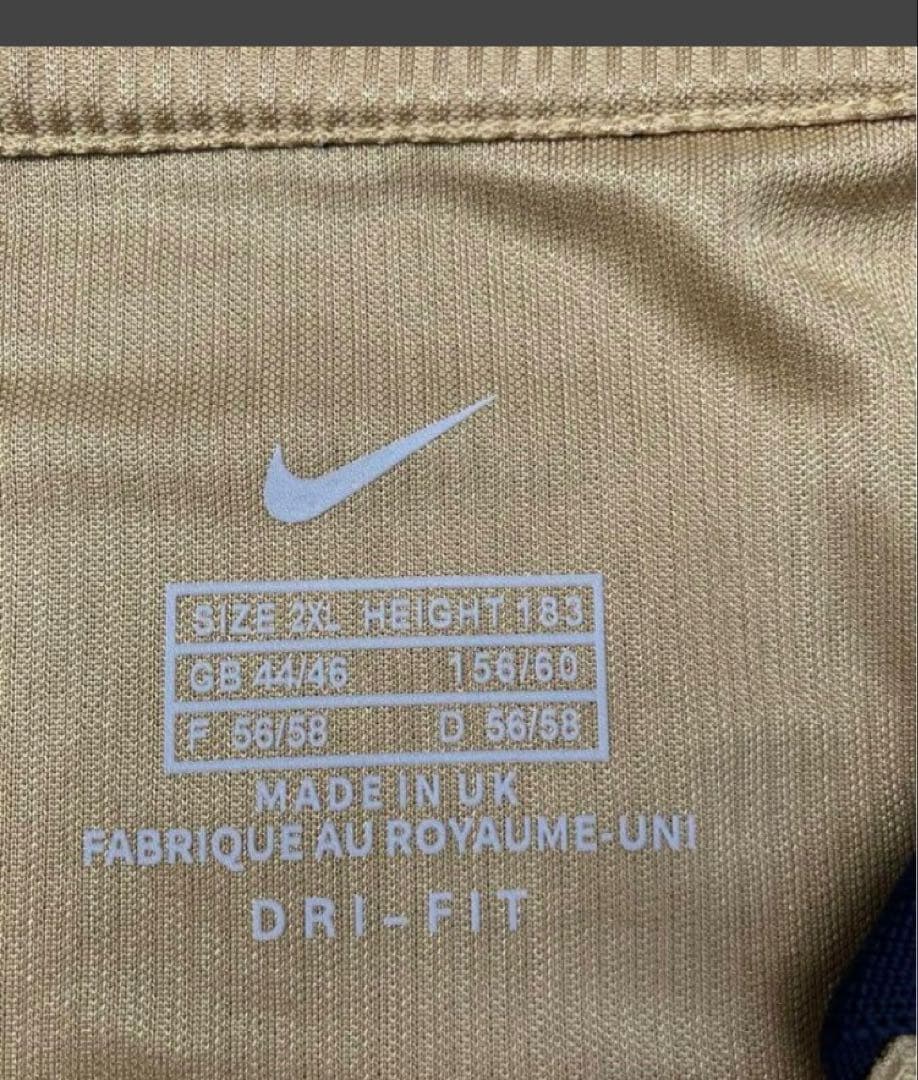 SIZE 2XL HEIGHT 183
GB 44/46 156/60
F 56/58 D 56/58
MADE IN UK
FABRIQUE AU ROYAUME-UNI
DRI-FIT